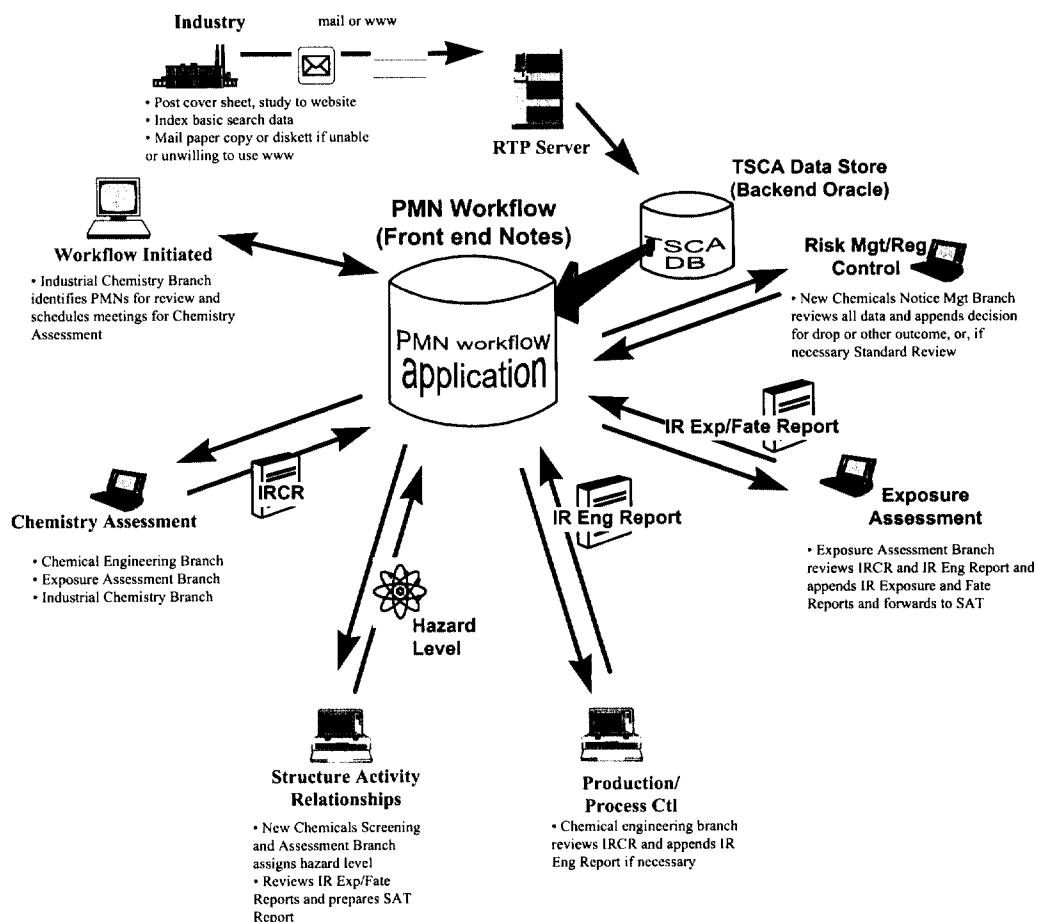 Industry
mail or www
• Post cover sheet, study to website
• Index basic search data
• Mail paper copy or diskett if unable
or unwilling to use www
RTP Server
TSCA Data Store
(Backend Oracle)
TSCA
DB
PMN Workflow
(Front end Notes)
PMN workflow
application
Workflow Initiated
• Industrial Chemistry Branch
identifies PMNs for review and
schedules meetings for Chemistry
Assessment
Risk Mgt/Reg
Control
• New Chemicals Notice Mgt Branch
reviews all data and appends decision
for drop or other outcome, or, if
necessary Standard Review
IR Exp/Fate Report
Exposure
Assessment
• Exposure Assessment Branch
reviews IRCR and IR Eng Report and
appends IR Exposure and Fate
Reports and forwards to SAT
IRCR
Chemistry Assessment
• Chemical Engineering Branch
• Exposure Assessment Branch
• Industrial Chemistry Branch
IR Eng Report
Hazard
Level
Structure Activity
Relationships
• New Chemicals Screening
and Assessment Branch
assigns hazard level
• Reviews IR Exp/Fate
Reports and prepares SAT
Report
Production/
Process Ctl
• Chemical engineering branch
reviews IRCR and appends IR
Eng Report if necessary